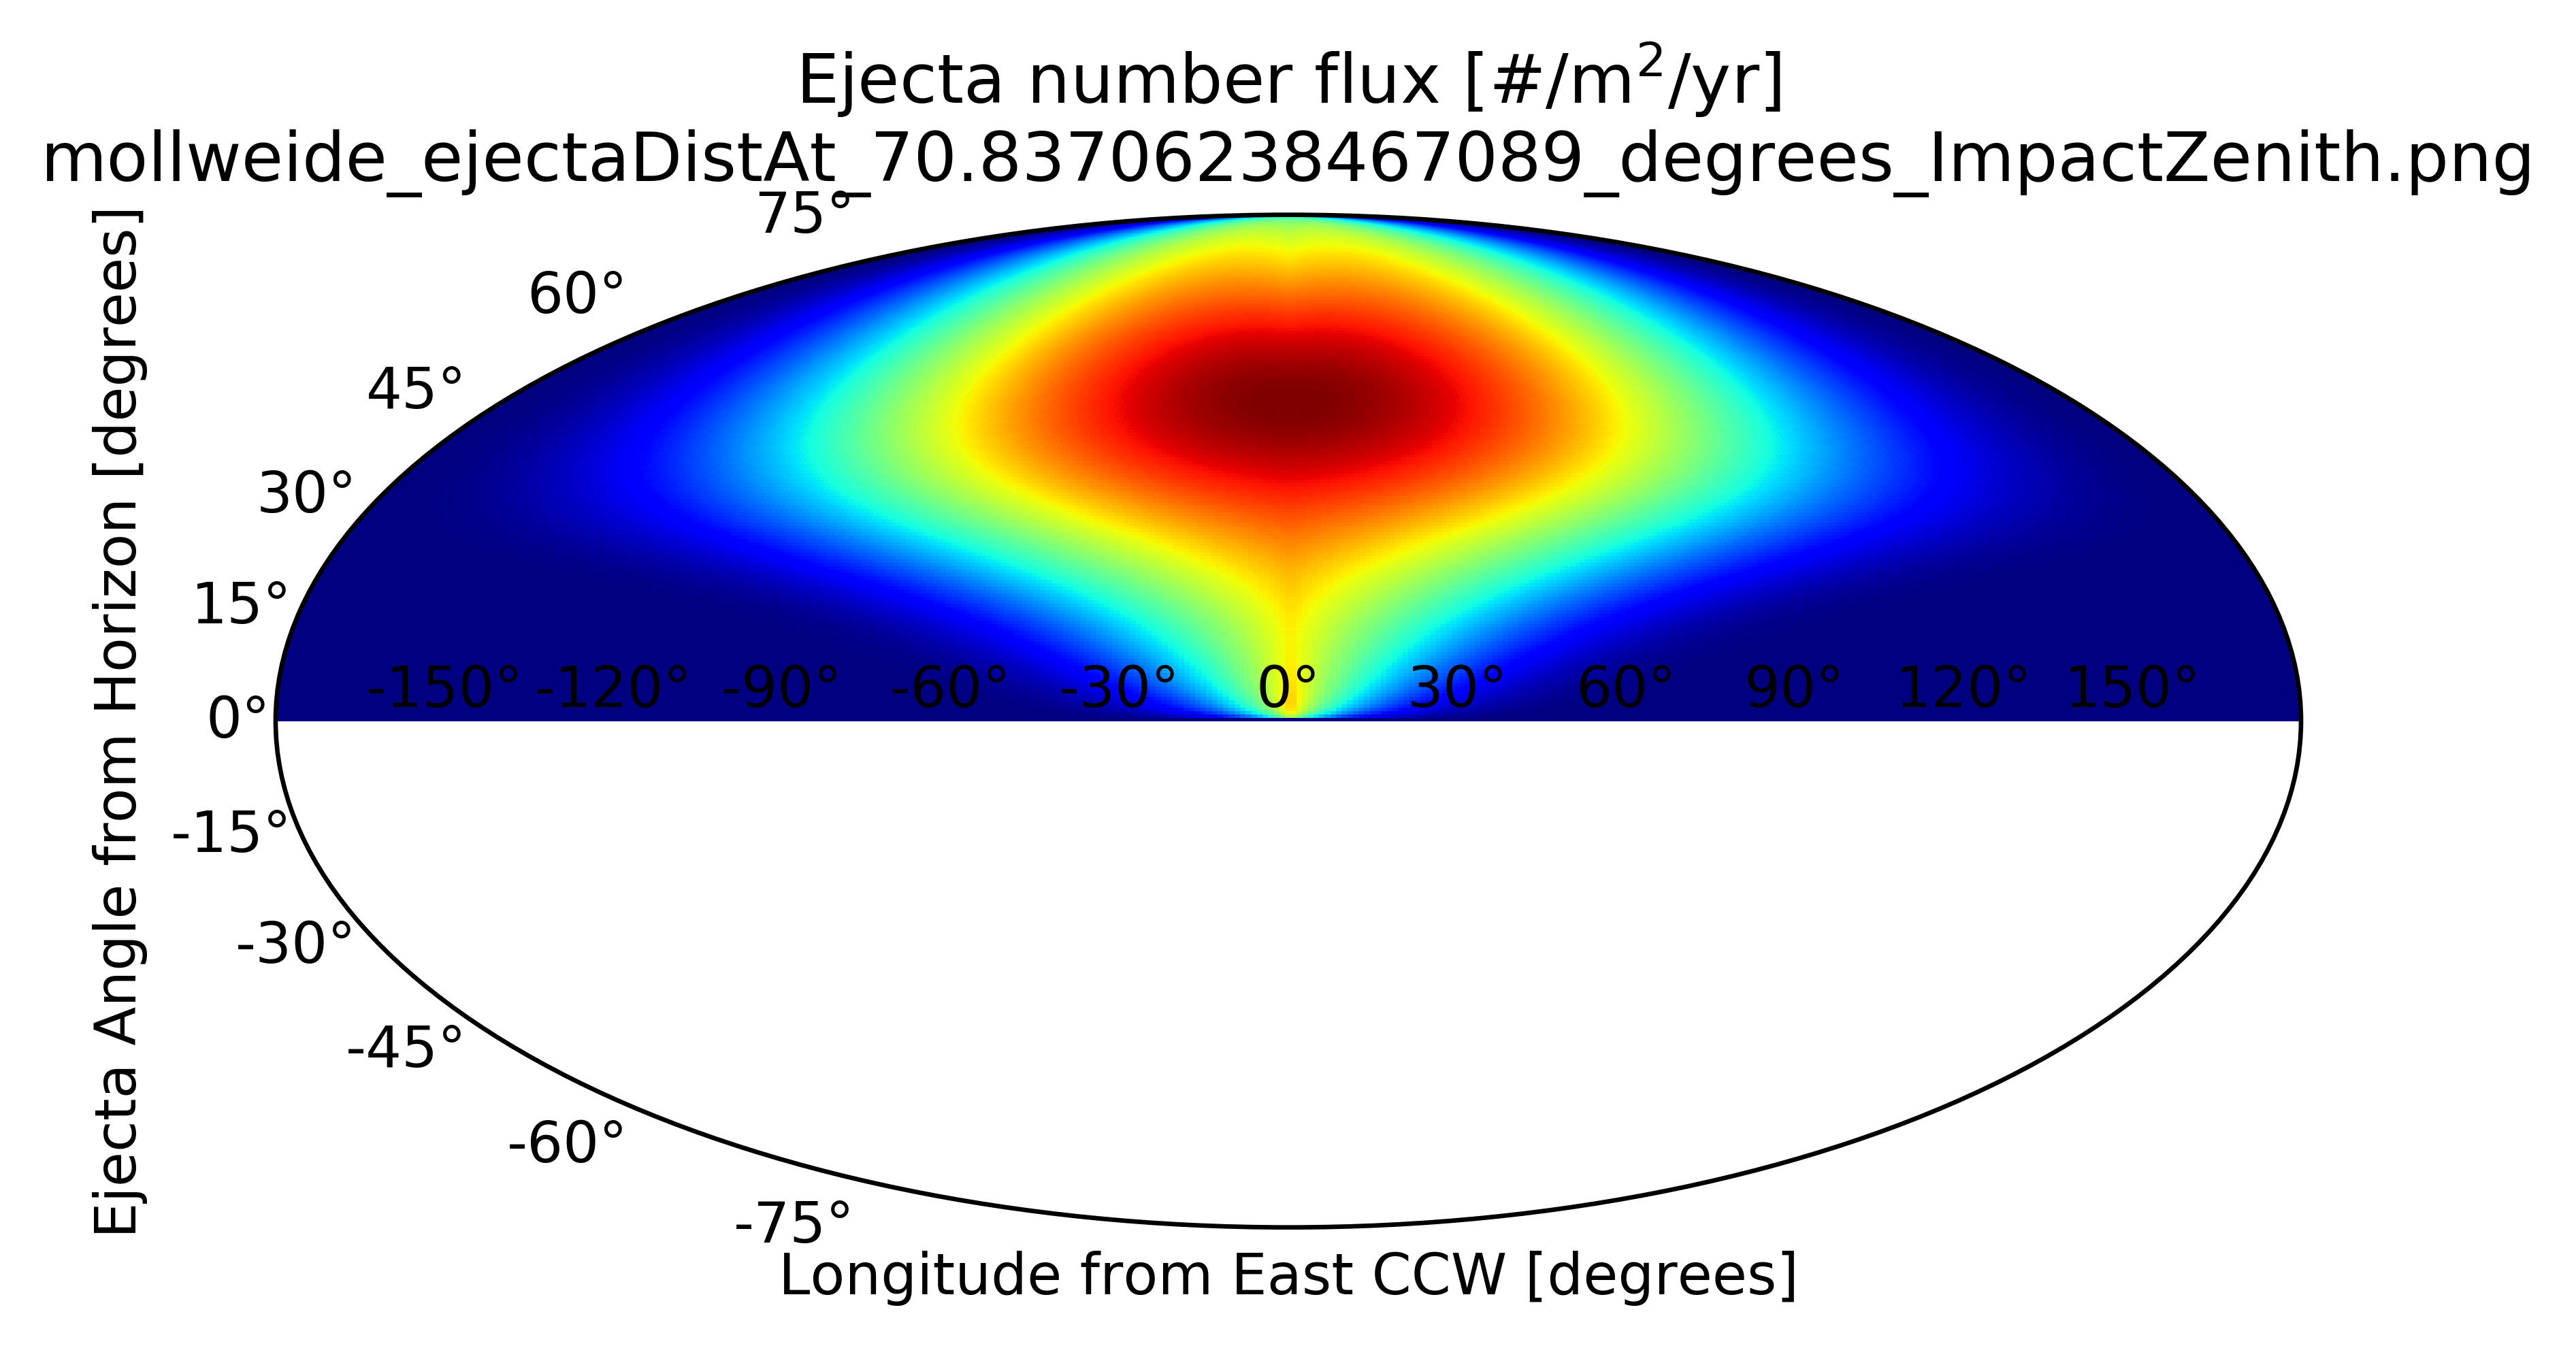 Ejecta number flux [#/m²/yr]
mollweide_ejectaDistAt_70.83706238467089_degrees_ImpactZenith.png
Ejecta Angle from Horizon [degrees]
75°
60°
45°
30°
15°
0°
-15°
-30°
-45°
-60°
-75°
-150° -120° -90° -60° -30° 0° 30° 60° 90° 120° 150°
Longitude from East CCW [degrees]